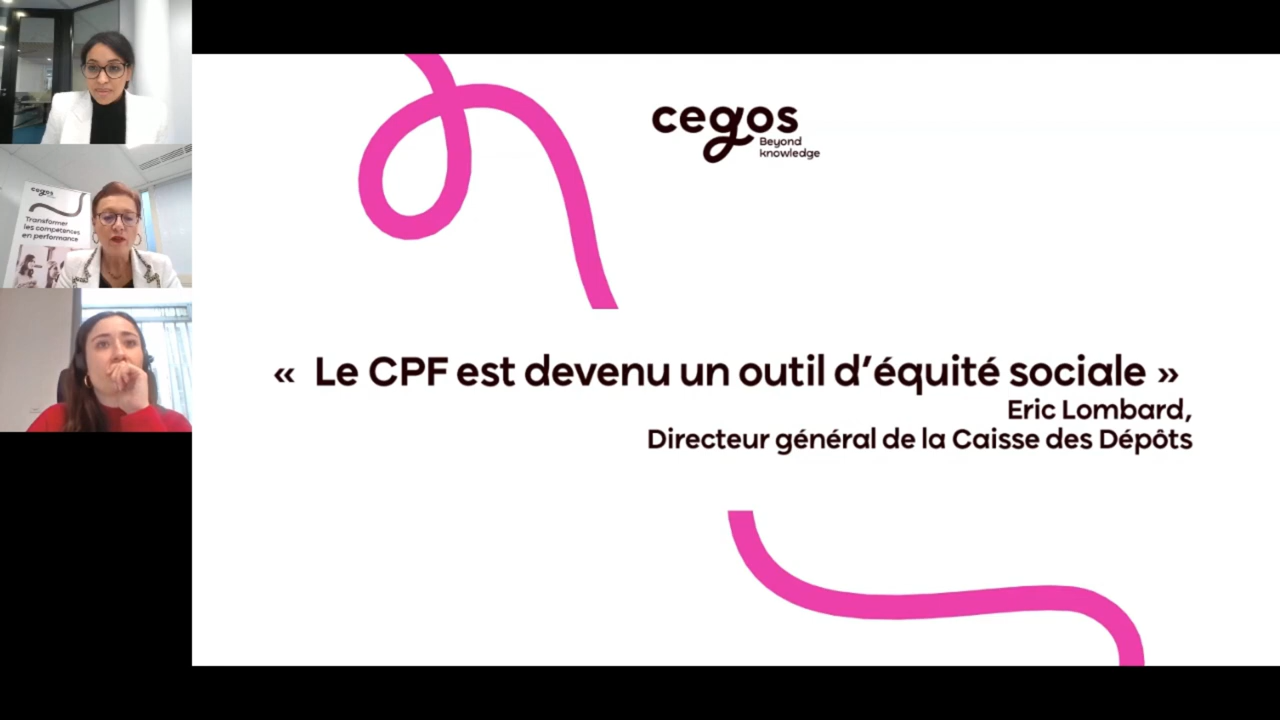 cegos
Beyond
knowledge
cegos
Transformer
les compétences
en performance
« Le CPF est devenu un outil d'équité sociale »
Eric Lombard,
Directeur général de la Caisse des Dépôts